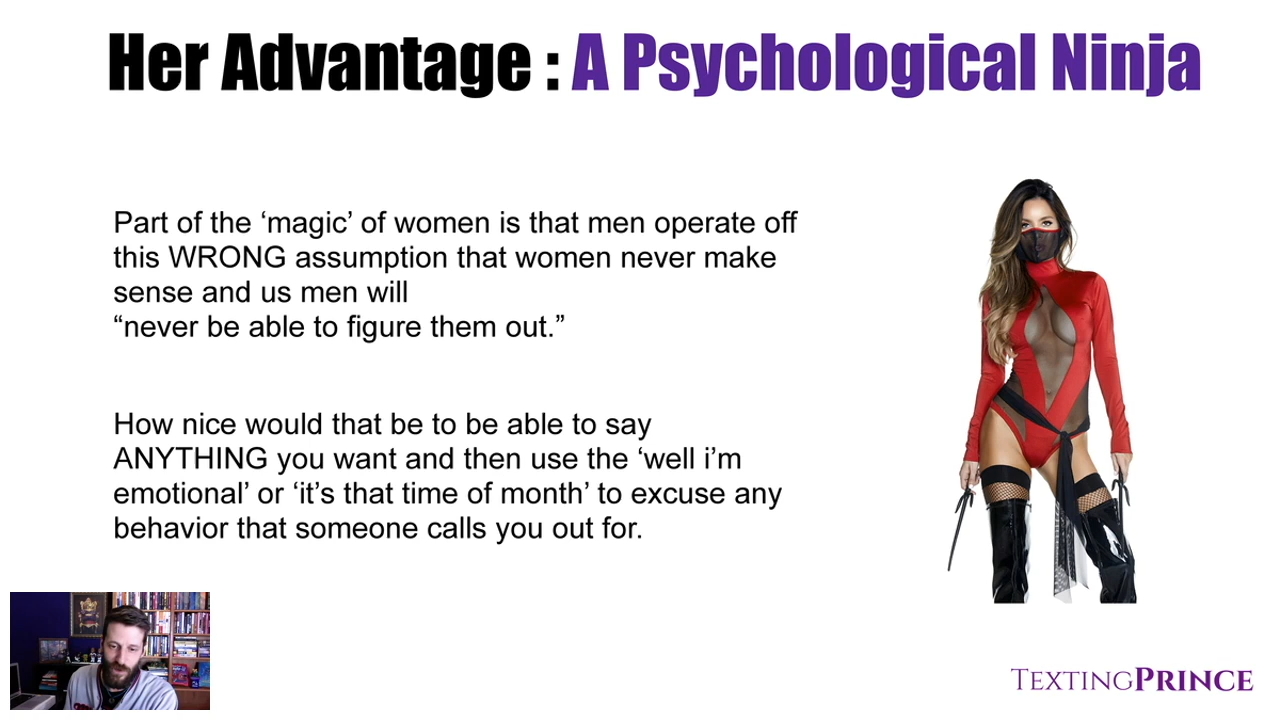 Her Advantage : A Psychological Ninja
Part of the ‘magic’ of women is that men operate off
this WRONG assumption that women never make
sense and us men will
“never be able to figure them out.”
How nice would that be to be able to say
ANYTHING you want and then use the ‘well i’m
emotional’ or ‘it’s that time of month’ to excuse any
behavior that someone calls you out for.
TEXTINGPRINCE